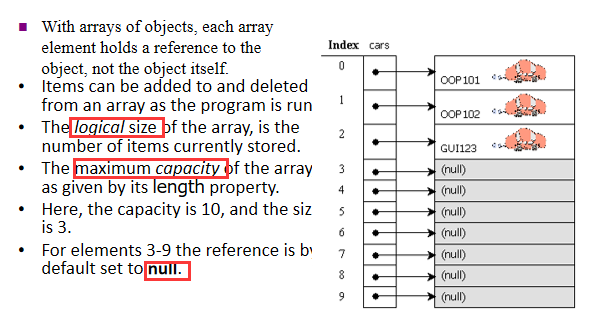 With arrays of objects, each array
element holds a reference to the
object, not the object itself.
Items can be added to and deleted
from an array as the program is run
The logical size of the array, is the
number of items currently stored.
The maximum capacity of the array
as given by its length property.
Here, the capacity is 10, and the siz
is 3.
For elements 3-9 the reference is by
default set to null.
Index cars
0
OOP101
1
OOP102
2
GUI123
3 (null)
4 (null)
5 (null)
6 (null)
7 (null)
8 (null)
9 (null)